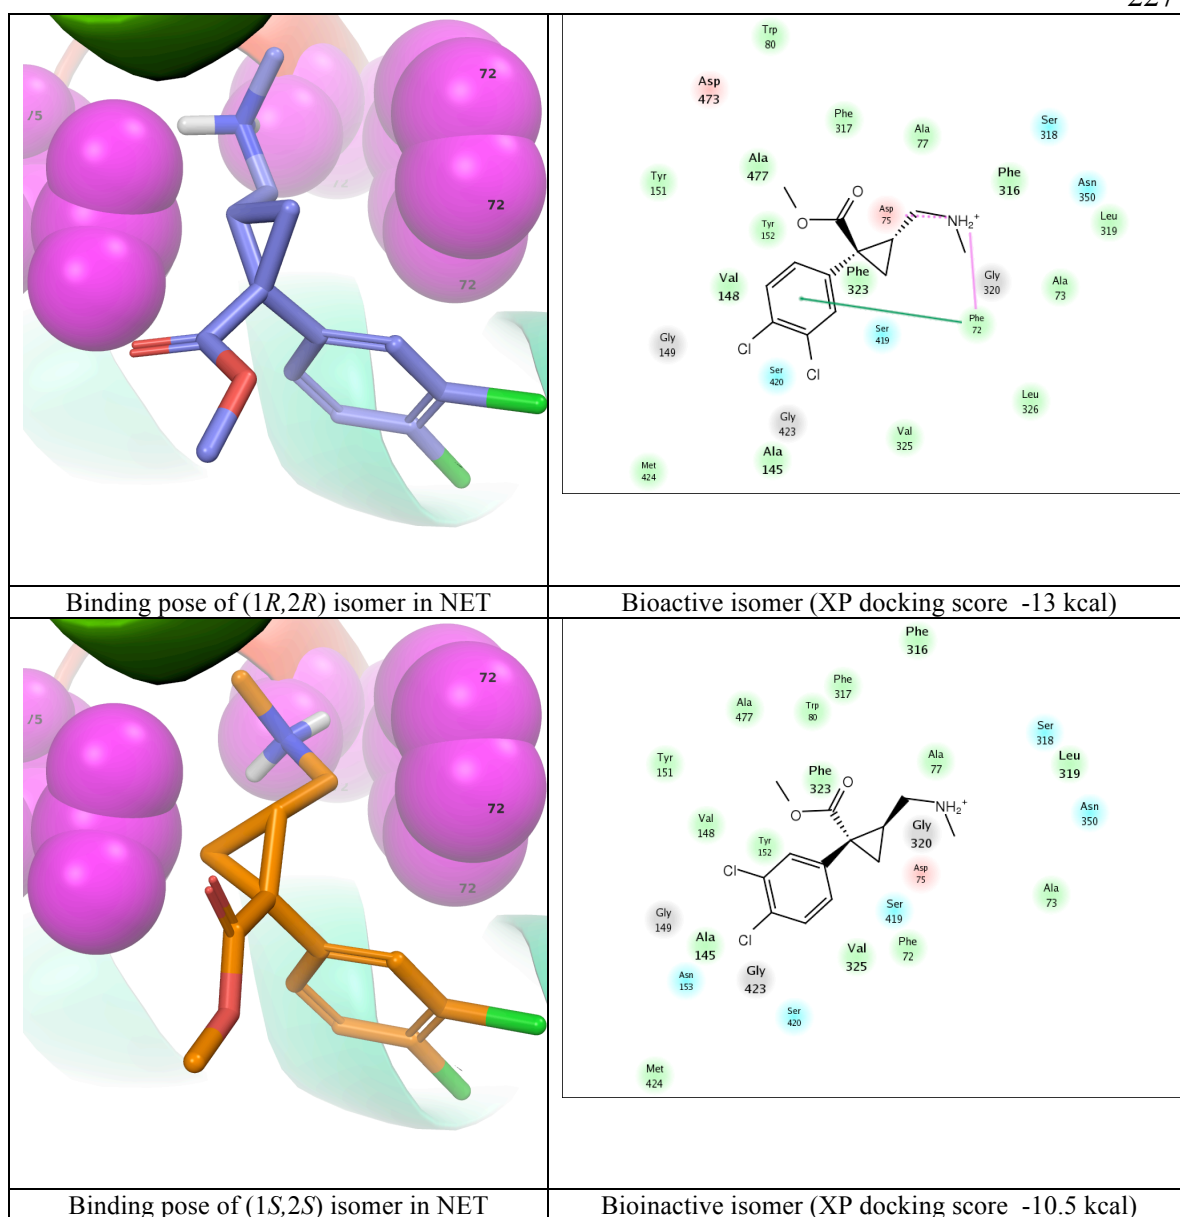 72
75
72
72
72
Trp
80
Asp
473
Phe
317
Ala
77
Ser
318
Ala
477
Phe
316
Tyr
151
Asn
350
Leu
319
O
Asp
75
NH2+
O
Tyr
152
Phe
323
Gly
320
Ala
73
Val
148
Phe
72
Ser
419
Gly
149
Cl
Ser
420
Cl
Leu
326
Gly
423
Val
325
Ala
145
Met
424
Binding pose of (1R,2R) isomer in NET
Bioactive isomer (XP docking score -13 kcal)
72
75
72
72
Phe
316
Phe
317
Ala
477
Trp
80
Ser
318
Leu
319
Tyr
151
Ala
77
Phe
323
O
NH2+
Asn
350
O
Val
148
Gly
320
Tyr
152
Cl
Asp
75
Ala
73
Ser
419
Gly
149
Cl
Ala
145
Val
325
Phe
72
Asn
153
Gly
423
Ser
420
Met
424
Binding pose of (1S,2S) isomer in NET
Bioinactive isomer (XP docking score -10.5 kcal)